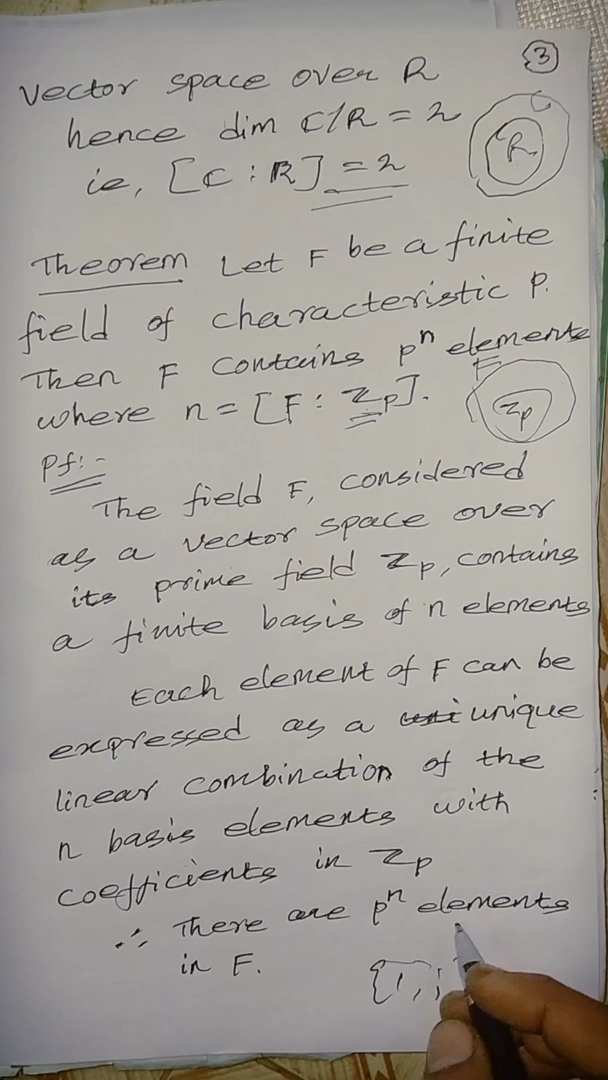 3
vector space over R
hence dim C/R = 2
ie, [C : R] = 2
C
R
Theorem Let F be a finite
field of characteristic P.
Then F contains pⁿ elements
where n = [F : Zp].
F
Zp
Pf:-
The field F, considered
as a vector space over
its prime field Zp, contains
a finite basis of n elements
Each element of F can be
expressed as a unique
linear combination of the
n basis elements with
coefficients in Zp
∴ There are pⁿ elements
in F.
{1, i